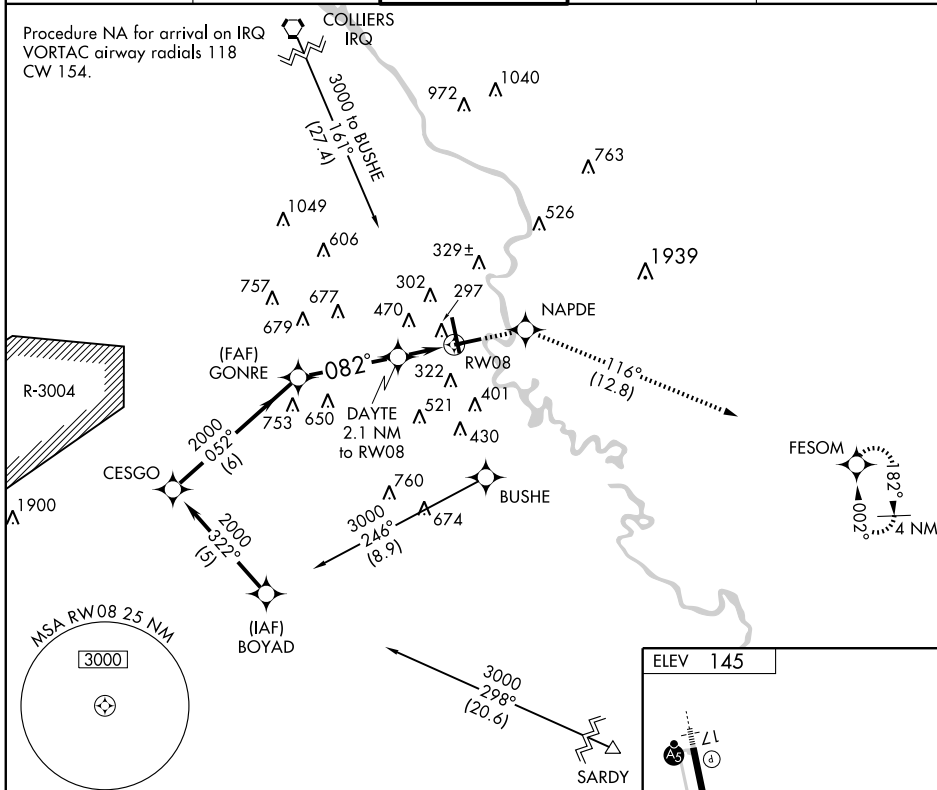 Procedure NA for arrival on IRQ
VORTAC airway radials 118
CW 154.
COLLIERS
IRQ
3000 to BUSHE
161°
(27.4)
972
1040
763
526
1049
606
329±
1939
757
679
677
302
297
470
NAPDE
(FAF)
GONRE
082°
RW08
R-3004
322
116°
(12.8)
753
650
DAYTE
2.1 NM
to RW08
521
401
430
2000
052°
(6)
CESGO
FESOM
182°
002°
4 NM
1900
760
674
BUSHE
3000
246°
(8.9)
2000
322°
(5)
(IAF)
BOYAD
MSA RW08 25 NM
3000
3000
298°
(20.6)
SARDY
ELEV 145
17
A5
P